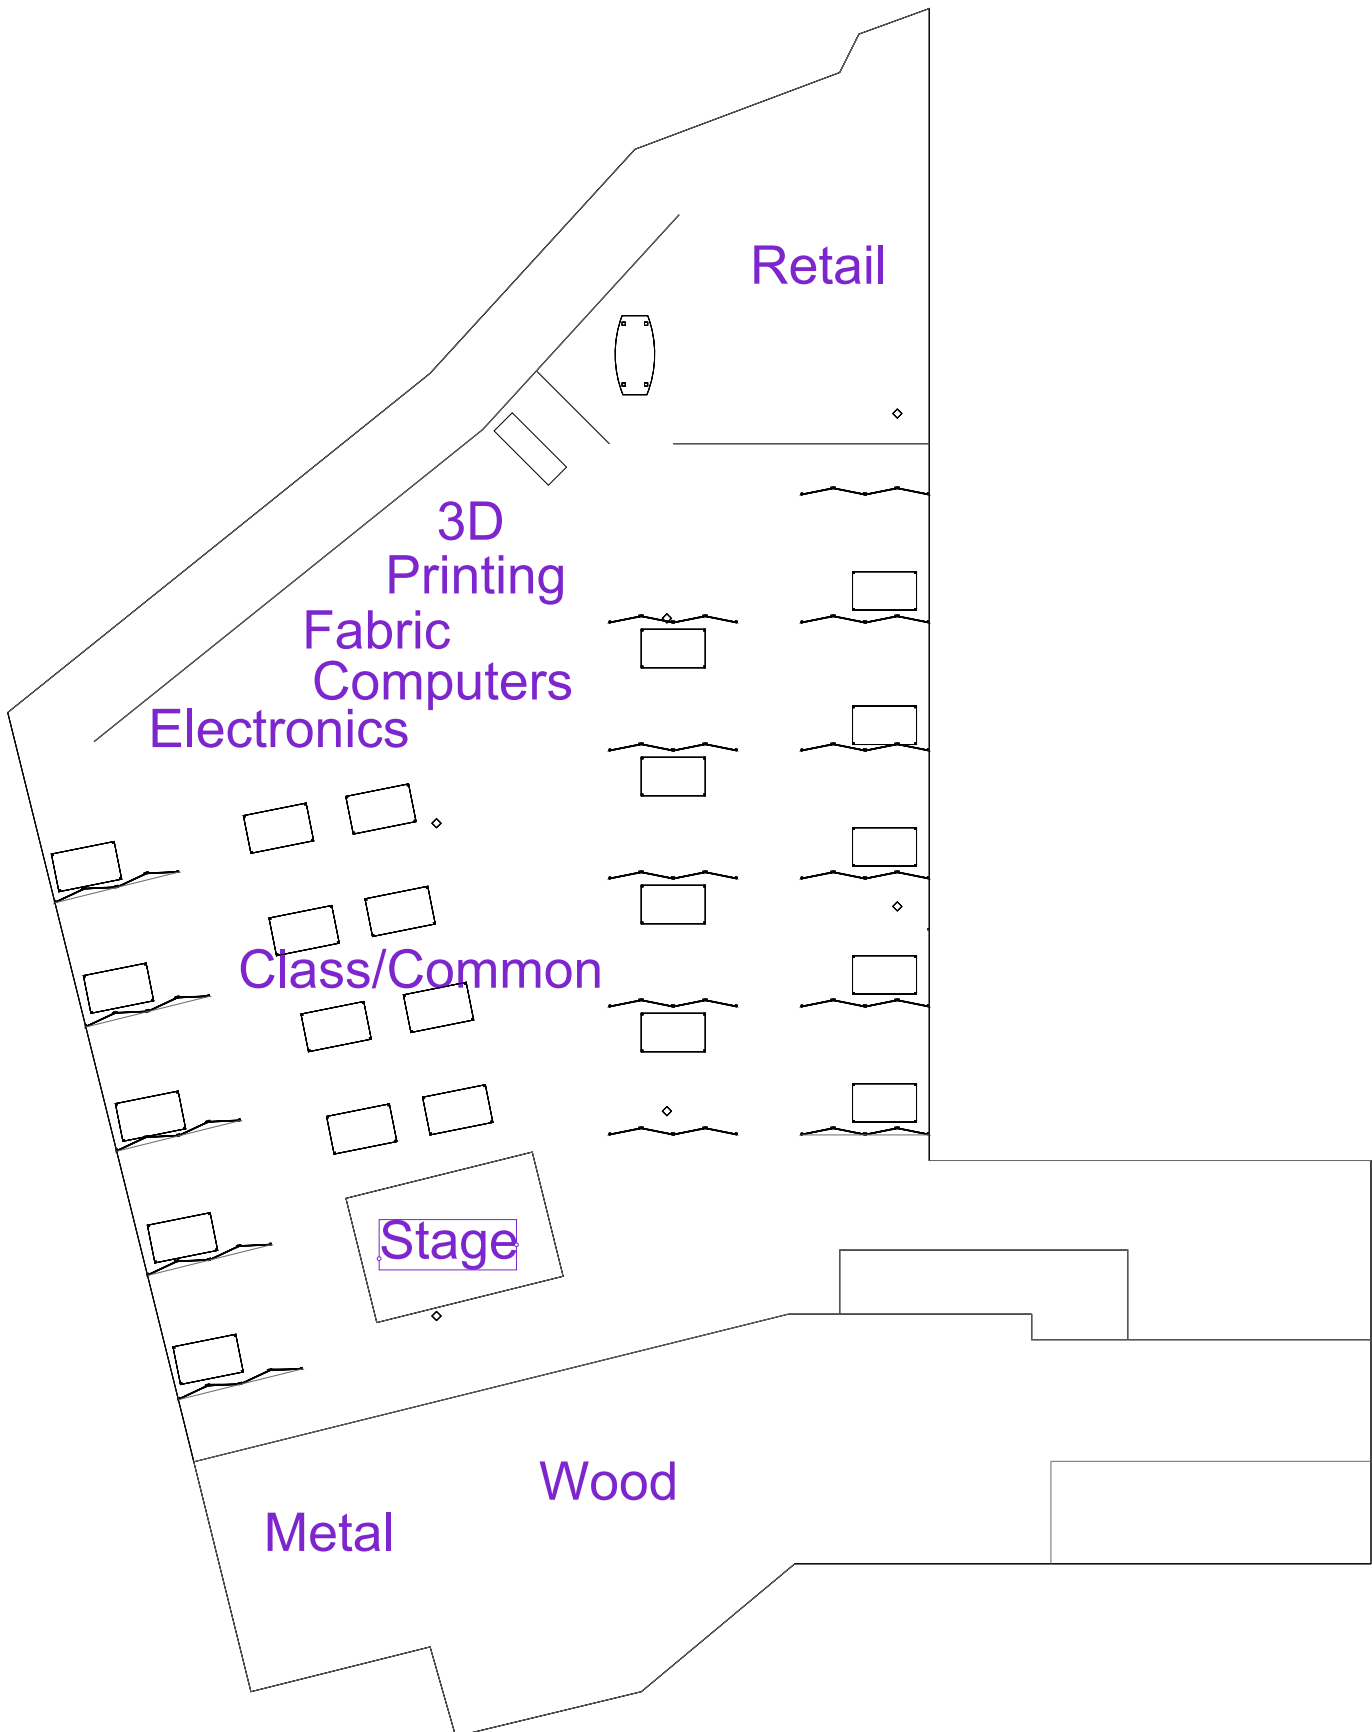 Retail
3D
Printing
Fabric
Computers
Electronics
Class/Common
Stage
Wood
Metal